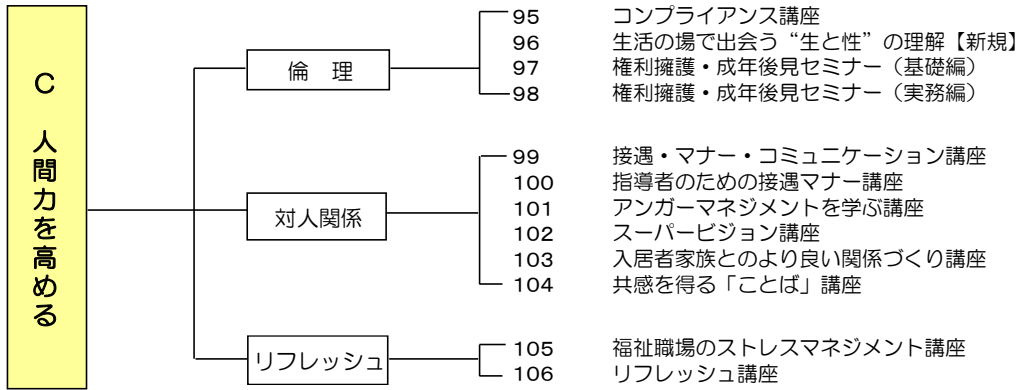 C 人間力を高める
倫 理
95 コンプライアンス講座
96 生活の場で出会う“生と性”の理解【新規】
97 権利擁護・成年後見セミナー（基礎編）
98 権利擁護・成年後見セミナー（実務編）
対人関係
99 接遇・マナー・コミュニケーション講座
100 指導者のための接遇マナー講座
101 アンガーマネジメントを学ぶ講座
102 スーパービジョン講座
103 入居者家族とのより良い関係づくり講座
104 共感を得る「ことば」講座
リフレッシュ
105 福祉職場のストレスマネジメント講座
106 リフレッシュ講座